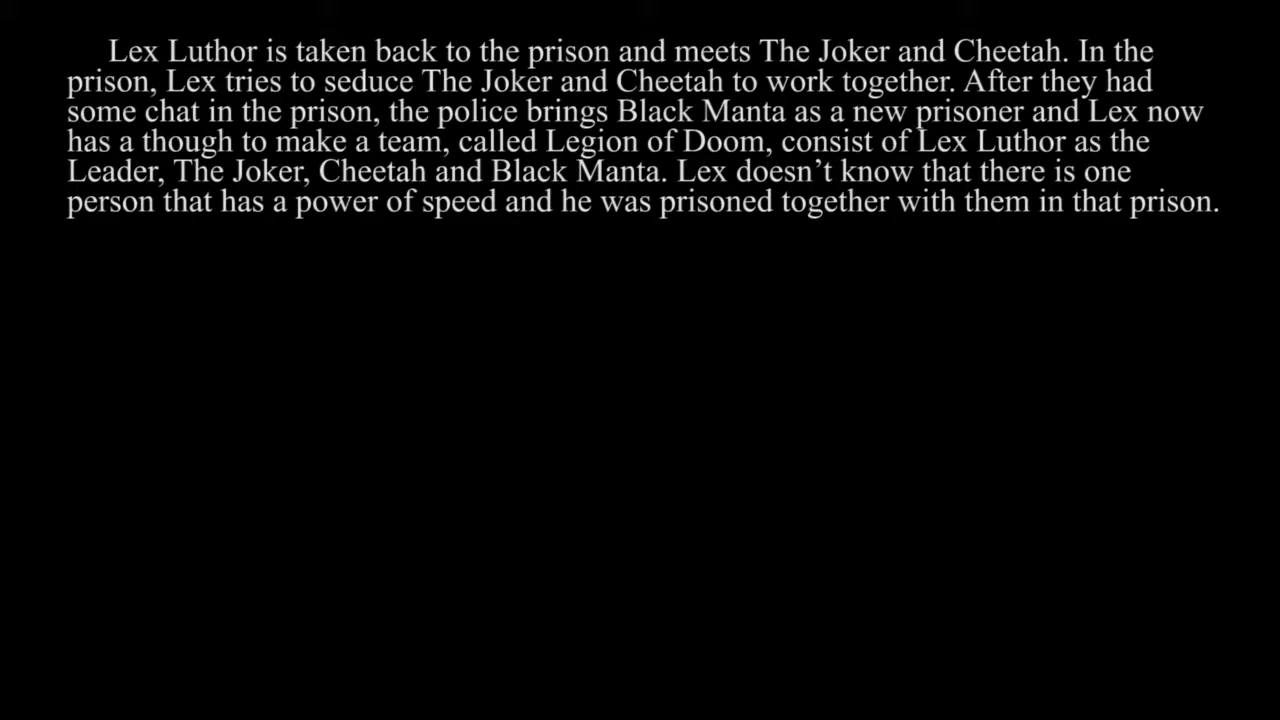 Lex Luthor is taken back to the prison and meets The Joker and Cheetah. In the
prison, Lex tries to seduce The Joker and Cheetah to work together. After they had
some chat in the prison, the police brings Black Manta as a new prisoner and Lex now
has a though to make a team, called Legion of Doom, consist of Lex Luthor as the
Leader, The Joker, Cheetah and Black Manta. Lex doesn’t know that there is one
person that has a power of speed and he was prisoned together with them in that prison.